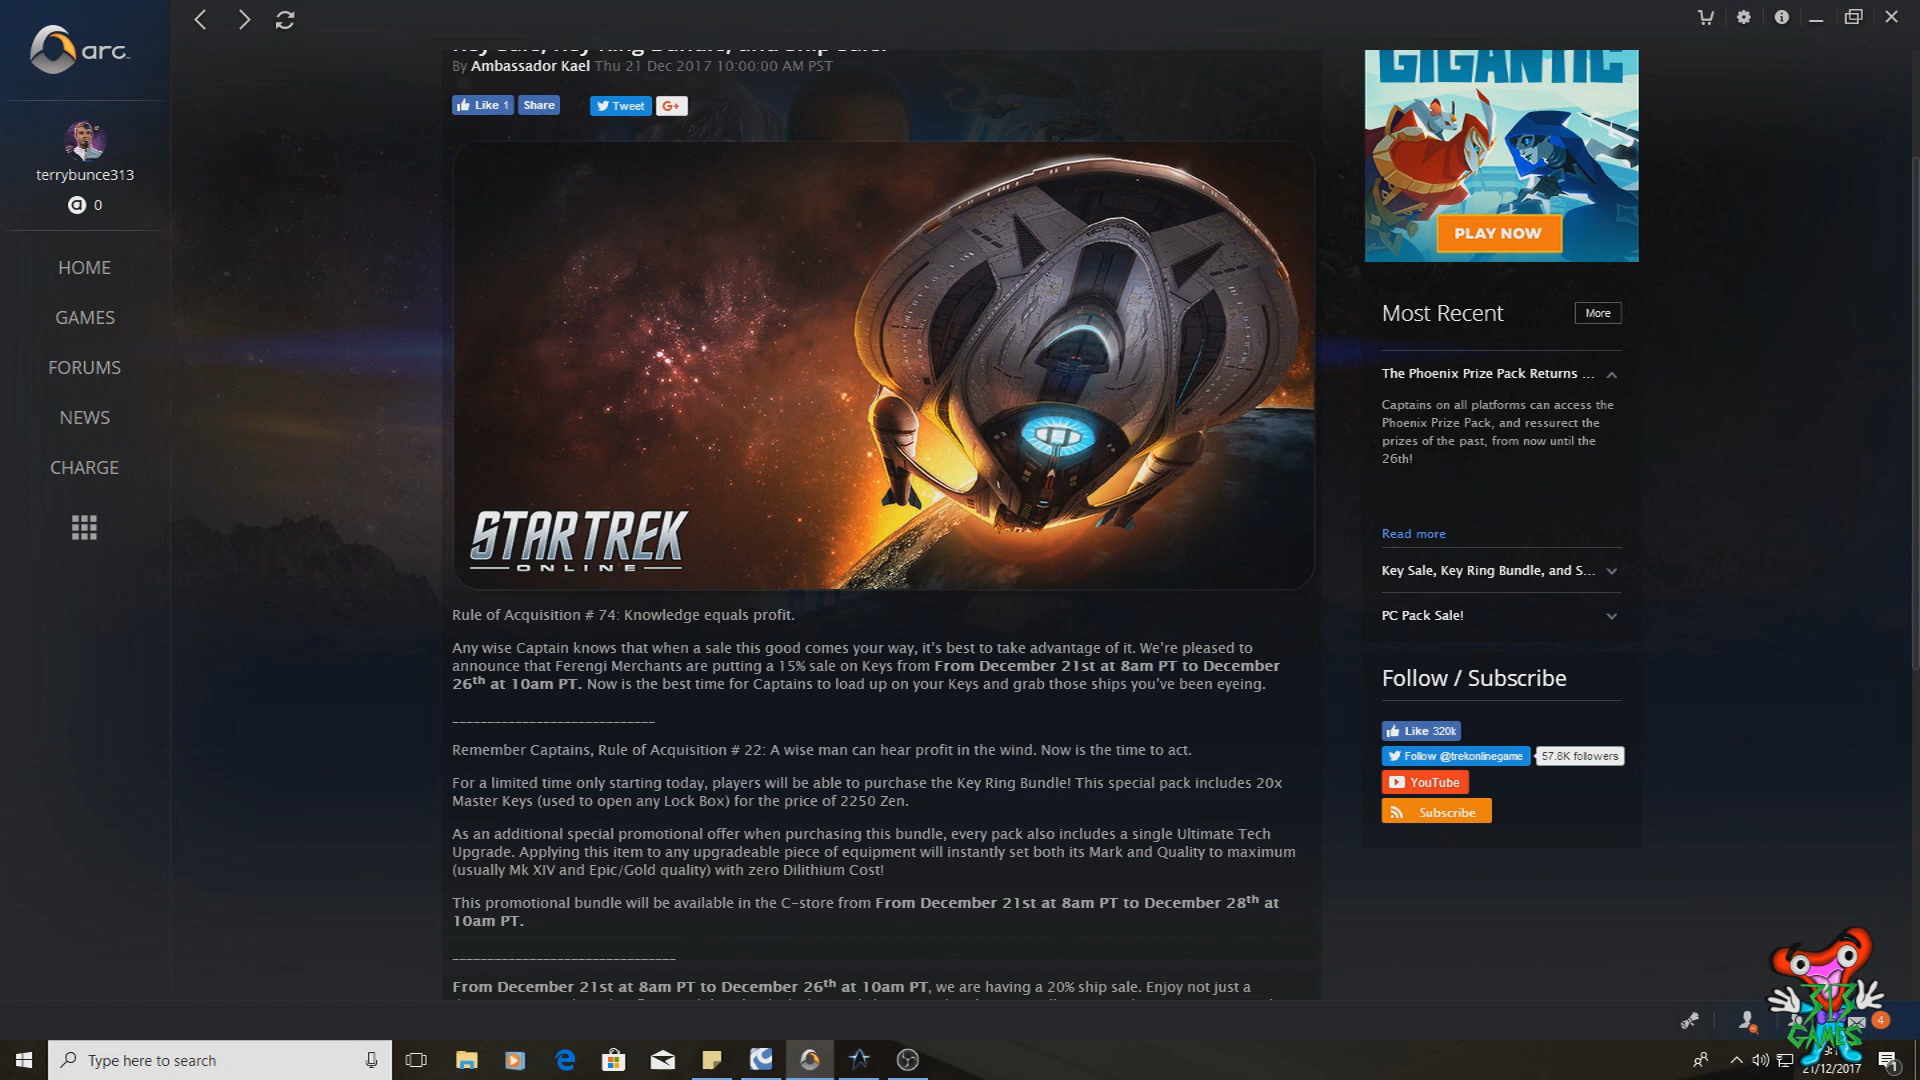 arc
terrybunce313
0
HOME
GAMES
FORUMS
NEWS
CHARGE
Key Sale, Key Ring Bundle, and Ship Sale!
By Ambassador Kael Thu 21 Dec 2017 10:00:00 AM PST
Like 1 Share Tweet G+
STAR TREK
ONLINE
Rule of Acquisition # 74: Knowledge equals profit.
Any wise Captain knows that when a sale this good comes your way, it's best to take advantage of it. We're pleased to
announce that Ferengi Merchants are putting a 15% sale on Keys from From December 21st at 8am PT to December
26th at 10am PT. Now is the best time for Captains to load up on your Keys and grab those ships you've been eyeing.
_____________________________
Remember Captains, Rule of Acquisition # 22: A wise man can hear profit in the wind. Now is the time to act.
For a limited time only starting today, players will be able to purchase the Key Ring Bundle! This special pack includes 20x
Master Keys (used to open any Lock Box) for the price of 2250 Zen.
As an additional special promotional offer when purchasing this bundle, every pack also includes a single Ultimate Tech
Upgrade. Applying this item to any upgradeable piece of equipment will instantly set both its Mark and Quality to maximum
(usually Mk XIV and Epic/Gold quality) with zero Dilithium Cost!
This promotional bundle will be available in the C-store from From December 21st at 8am PT to December 28th at
10am PT.
________________________________
From December 21st at 8am PT to December 26th at 10am PT, we are having a 20% ship sale. Enjoy not just a
GIGANTIC
PLAY NOW
Most Recent More
The Phoenix Prize Pack Returns ...
Captains on all platforms can access the
Phoenix Prize Pack, and ressurect the
prizes of the past, from now until the
26th!
Read more
Key Sale, Key Ring Bundle, and S...
PC Pack Sale!
Follow / Subscribe
Like 320k
Follow @trekonlinegame 57.8K followers
YouTube
Subscribe
313
GAMES
4
Type here to search
21/12/2017
1